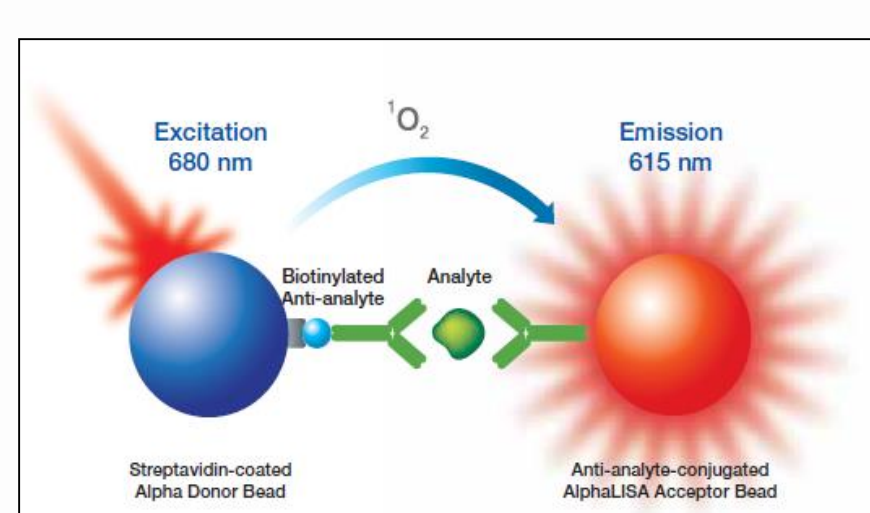 ¹O₂
Excitation
680 nm
Emission
615 nm
Biotinylated
Anti-analyte
Analyte
Streptavidin-coated
Alpha Donor Bead
Anti-analyte-conjugated
AlphaLISA Acceptor Bead